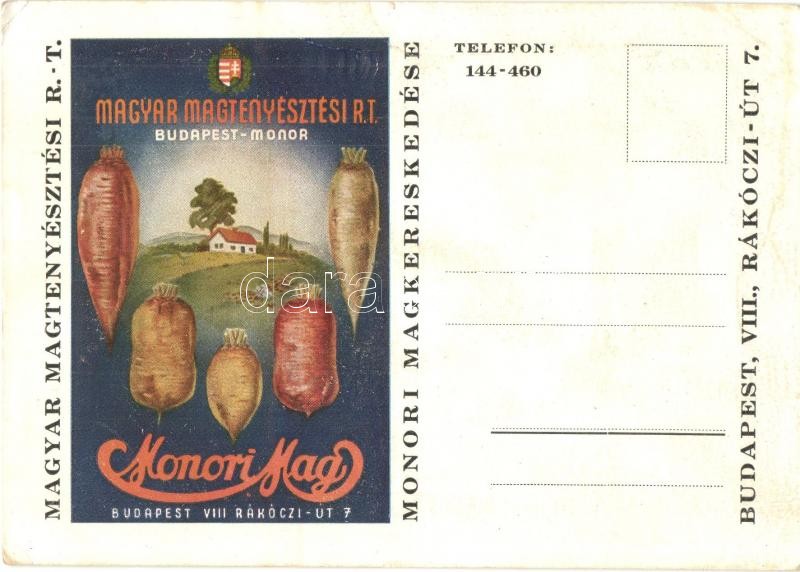 MAGYAR MAGTENYÉSZTÉSI R.-T.
MAGYAR MAGTENYÉSZTÉSI R.T.
BUDAPEST-MONOR
dara
Monori Mag
BUDAPEST VIII RÁKÓCZI-ÚT 7
MONORI MAGKERESKEDÉSE
TELEFON:
144-460
BUDAPEST, VIII., RÁKÓCZI-ÚT 7.